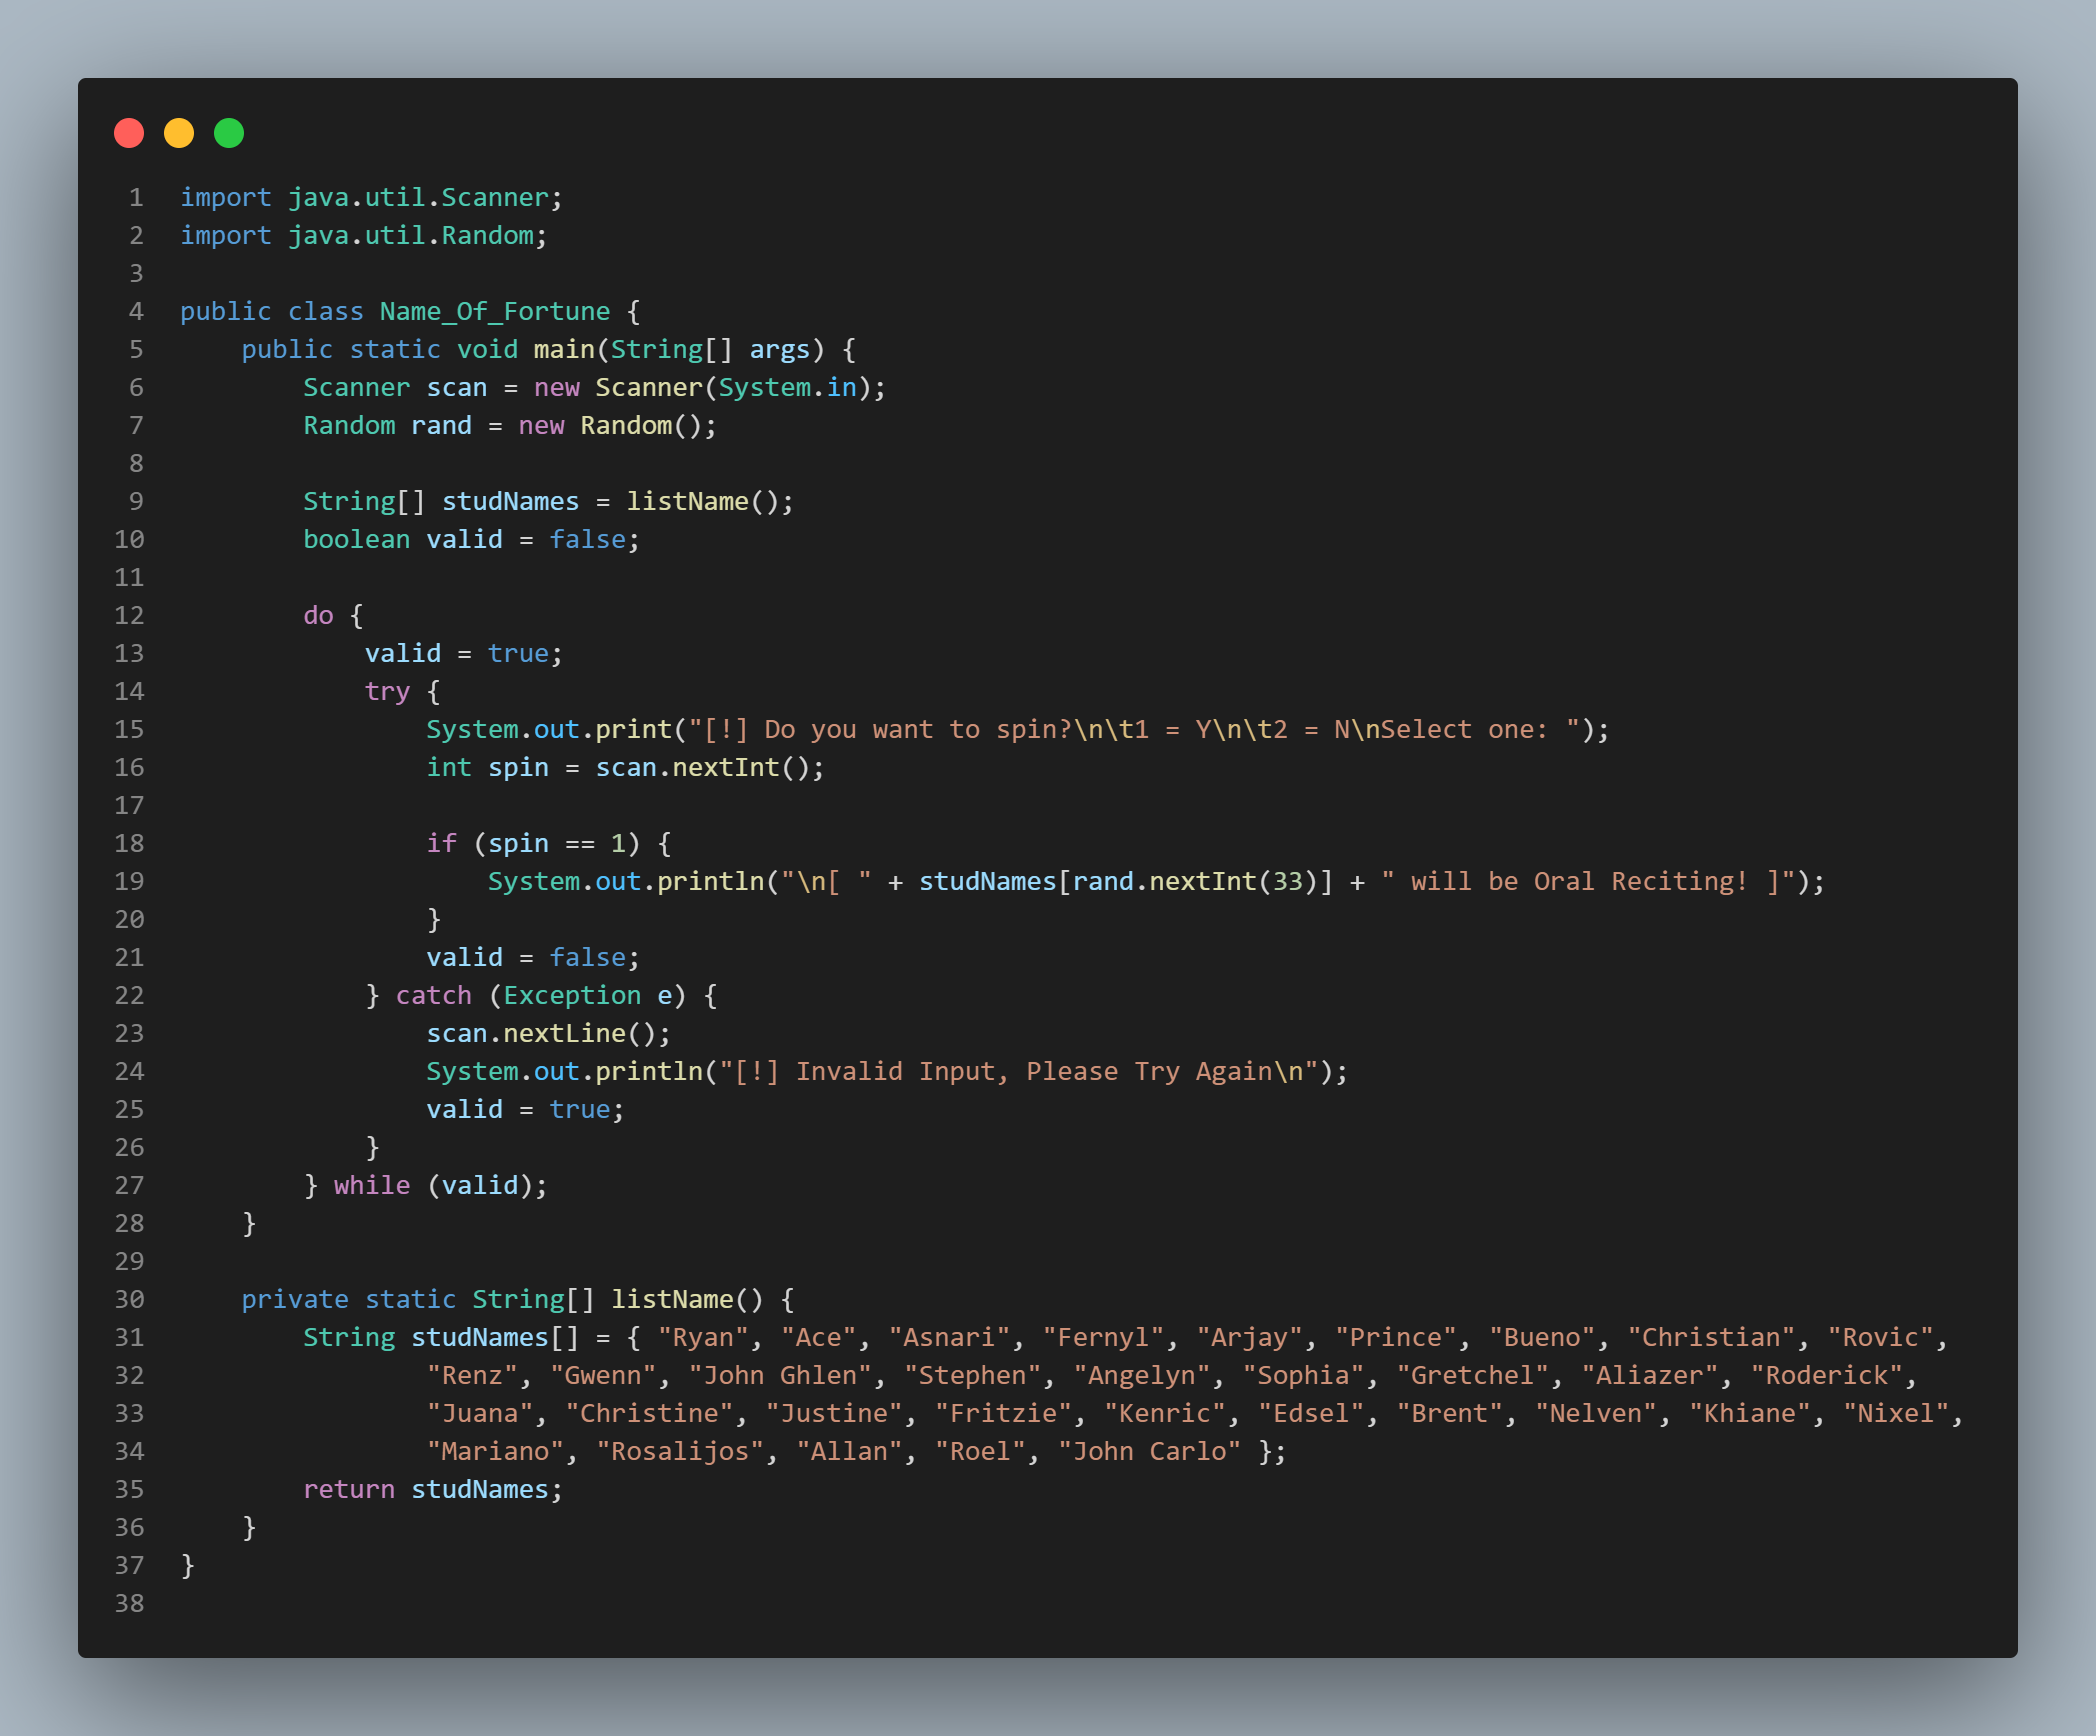 1 import java.util.Scanner;
2 import java.util.Random;
3
4 public class Name_Of_Fortune {
5     public static void main(String[] args) {
6         Scanner scan = new Scanner(System.in);
7         Random rand = new Random();
8
9         String[] studNames = listName();
10         boolean valid = false;
11
12         do {
13             valid = true;
14             try {
15                 System.out.print("[!] Do you want to spin?\n\t1 = Y\n\t2 = N\nSelect one: ");
16                 int spin = scan.nextInt();
17
18                 if (spin == 1) {
19                     System.out.println("\n[ " + studNames[rand.nextInt(33)] + " will be Oral Reciting! ]");
20                 }
21                 valid = false;
22             } catch (Exception e) {
23                 scan.nextLine();
24                 System.out.println("[!] Invalid Input, Please Try Again\n");
25                 valid = true;
26             }
27         } while (valid);
28     }
29
30     private static String[] listName() {
31         String studNames[] = { "Ryan", "Ace", "Asnari", "Fernyl", "Arjay", "Prince", "Bueno", "Christian", "Rovic",
32                 "Renz", "Gwenn", "John Ghlen", "Stephen", "Angelyn", "Sophia", "Gretchel", "Aliazer", "Roderick",
33                 "Juana", "Christine", "Justine", "Fritzie", "Kenric", "Edsel", "Brent", "Nelven", "Khiane", "Nixel",
34                 "Mariano", "Rosalijos", "Allan", "Roel", "John Carlo" };
35         return studNames;
36     }
37 }
38